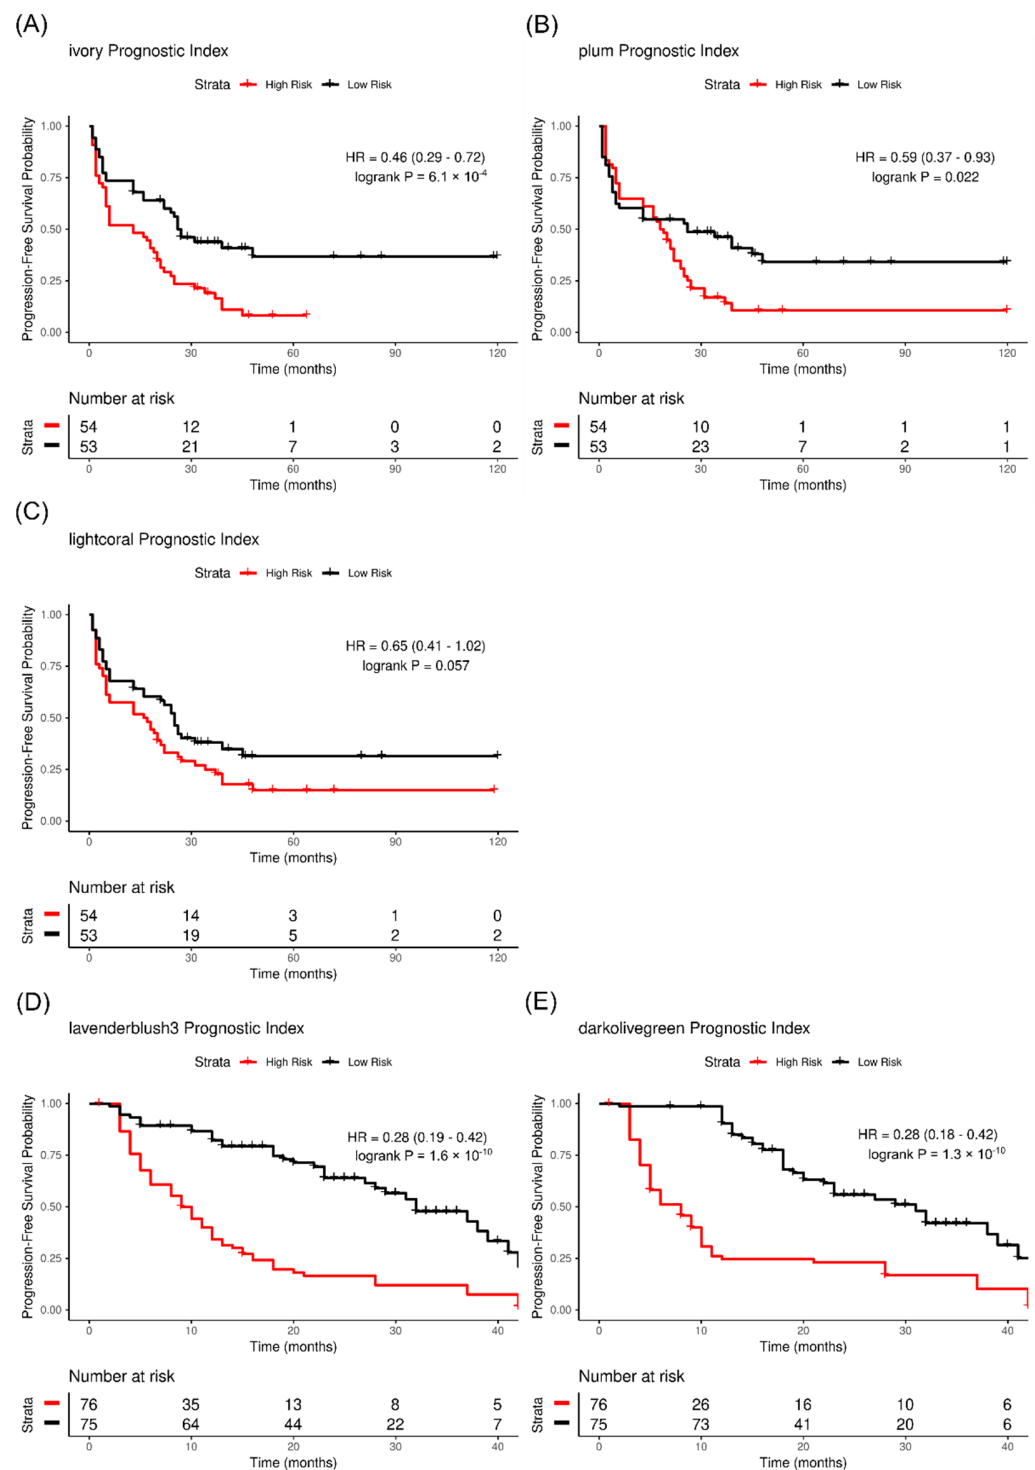 (A)
ivory Prognostic Index
Strata High Risk Low Risk
Progression-Free Survival Probability
1.00
0.75
0.50
0.25
0.00
HR = 0.46 (0.29 - 0.72)
logrank P = 6.1 × 10⁻⁴
0 30 60 90 120
Time (months)
Number at risk
Strata
54 12 1 0 0
53 21 7 3 2
0 30 60 90 120
Time (months)
(B)
plum Prognostic Index
Strata High Risk Low Risk
Progression-Free Survival Probability
1.00
0.75
0.50
0.25
0.00
HR = 0.59 (0.37 - 0.93)
logrank P = 0.022
0 30 60 90 120
Time (months)
Number at risk
Strata
54 10 1 1 1
53 23 7 2 1
0 30 60 90 120
Time (months)
(C)
lightcoral Prognostic Index
Strata High Risk Low Risk
Progression-Free Survival Probability
1.00
0.75
0.50
0.25
0.00
HR = 0.65 (0.41 - 1.02)
logrank P = 0.057
0 30 60 90 120
Time (months)
Number at risk
Strata
54 14 3 1 0
53 19 5 2 2
0 30 60 90 120
Time (months)
(D)
lavenderblush3 Prognostic Index
Strata High Risk Low Risk
Progression-Free Survival Probability
1.00
0.75
0.50
0.25
0.00
HR = 0.28 (0.19 - 0.42)
logrank P = 1.6 × 10⁻¹⁰
0 10 20 30 40
Time (months)
Number at risk
Strata
76 35 13 8 5
75 64 44 22 7
0 10 20 30 40
Time (months)
(E)
darkolivegreen Prognostic Index
Strata High Risk Low Risk
Progression-Free Survival Probability
1.00
0.75
0.50
0.25
0.00
HR = 0.28 (0.18 - 0.42)
logrank P = 1.3 × 10⁻¹⁰
0 10 20 30 40
Time (months)
Number at risk
Strata
76 26 16 10 6
75 73 41 20 6
0 10 20 30 40
Time (months)